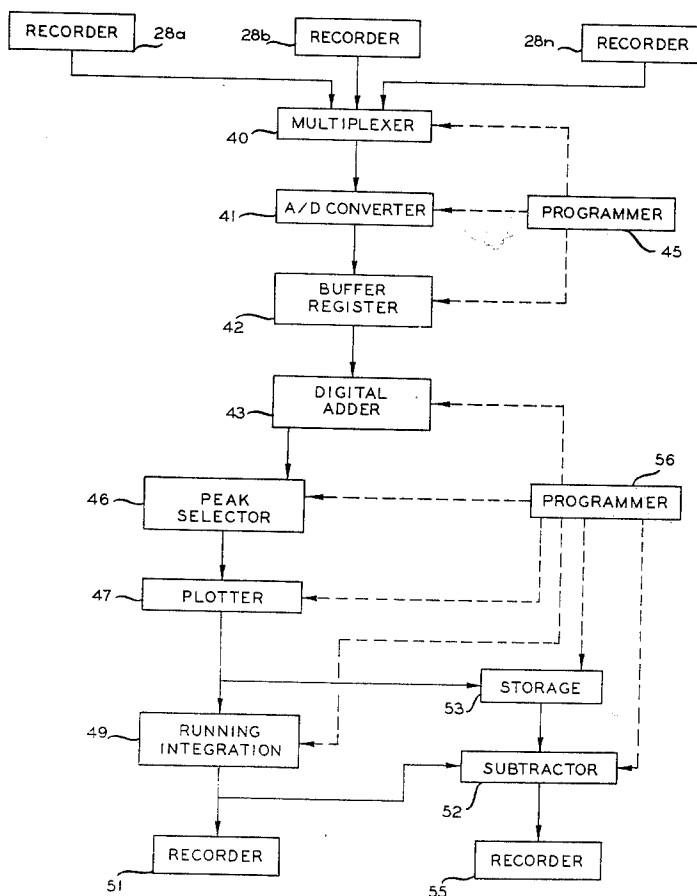 RECORDER
28a
28b
RECORDER
28n
RECORDER
MULTIPLEXER
40
A/D CONVERTER
41
PROGRAMMER
45
BUFFER
REGISTER
42
DIGITAL
ADDER
43
56
46
PEAK
SELECTOR
PROGRAMMER
47
PLOTTER
STORAGE
53
49
RUNNING
INTEGRATION
SUBTRACTOR
52
RECORDER
51
RECORDER
55